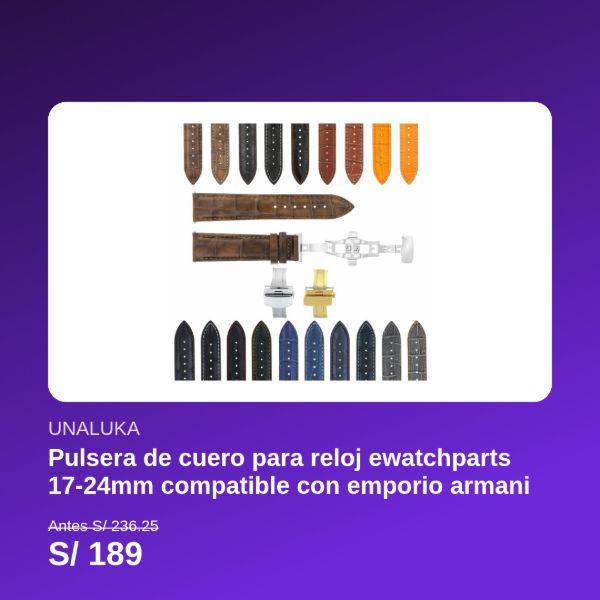 UNALUKA
Pulsera de cuero para reloj ewatchparts
17-24mm compatible con emporio armani
Antes S/ 236.25
S/ 189